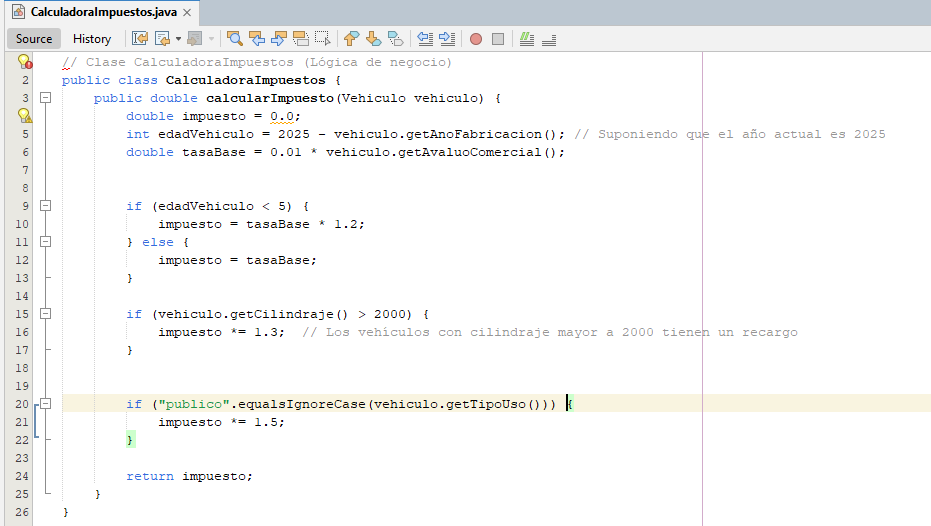 CalculadoraImpuestos.java
Source History
// Clase CalculadoraImpuestos (Lógica de negocio)
2 public class CalculadoraImpuestos {
3 public double calcularImpuesto(Vehiculo vehiculo) {
double impuesto = 0.0;
5 int edadVehiculo = 2025 - vehiculo.getAnoFabricacion(); // Suponiendo que el año actual es 2025
6 double tasaBase = 0.01 * vehiculo.getAvaluoComercial();
7
8
9 if (edadVehiculo < 5) {
10 impuesto = tasaBase * 1.2;
11 } else {
12 impuesto = tasaBase;
13 }
14
15 if (vehiculo.getCilindraje() > 2000) {
16 impuesto *= 1.3; // Los vehículos con cilindraje mayor a 2000 tienen un recargo
17 }
18
19
20 if ("publico".equalsIgnoreCase(vehiculo.getTipoUso())) {
21 impuesto *= 1.5;
22 }
23
24 return impuesto;
25 }
26 }